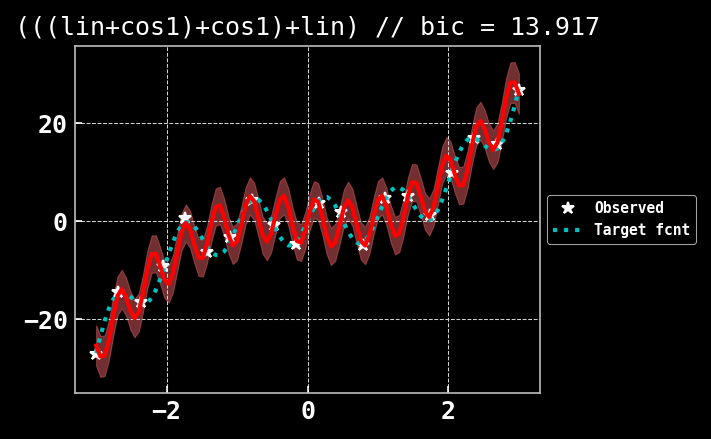 (((lin+cos1)+cos1)+lin) // bic = 13.917
20
0
−20
−2
0
2
Observed
Target fcnt